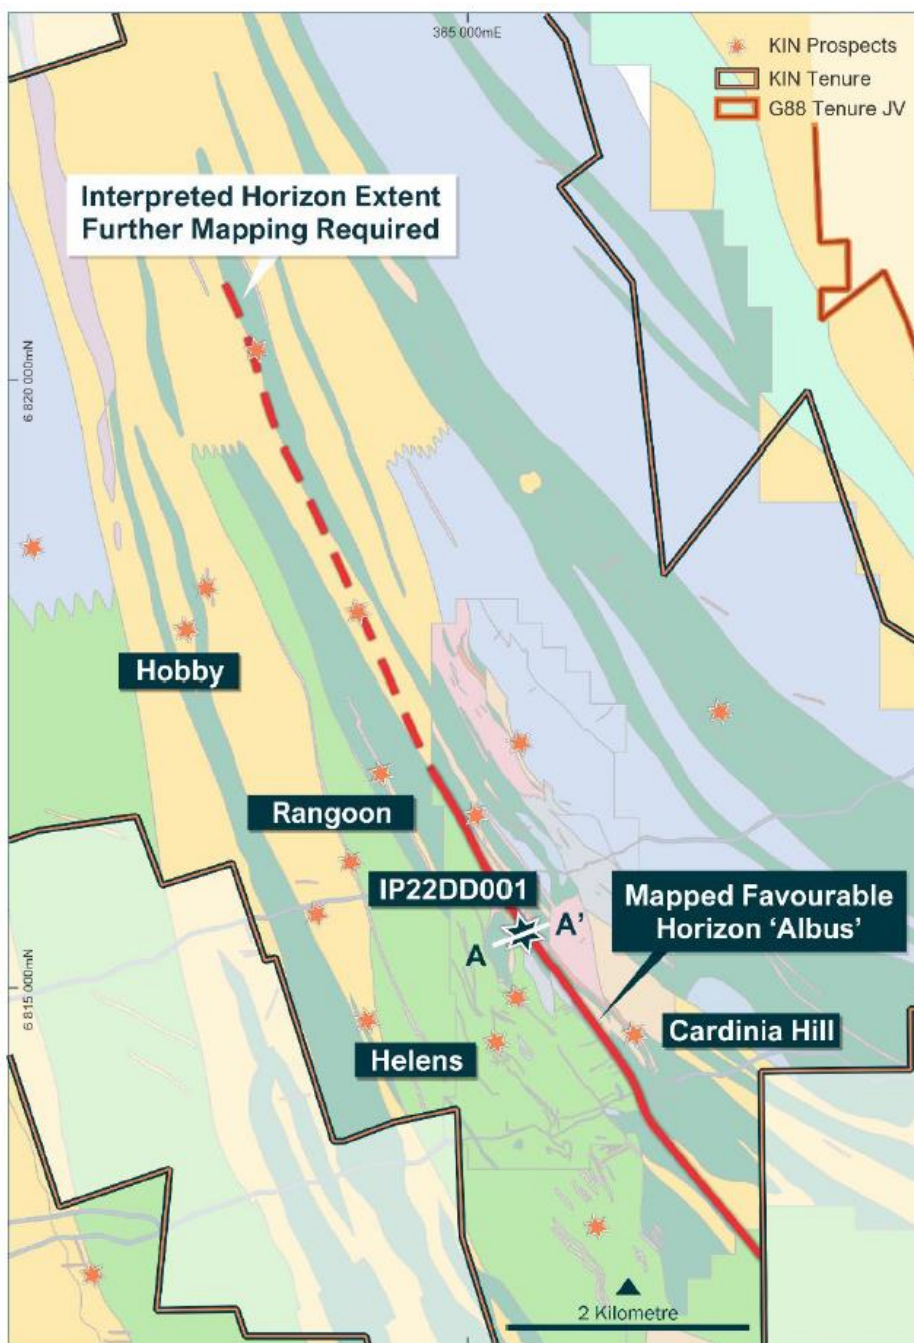 365 000mE
KIN Prospects
KIN Tenure
G88 Tenure JV
Interpreted Horizon Extent
Further Mapping Required
6 820 000mN
Hobby
Rangoon
IP22DD001
A
A'
Mapped Favourable
Horizon ‘Albus’
6 815 000mN
Cardinia Hill
Helens
2 Kilometre